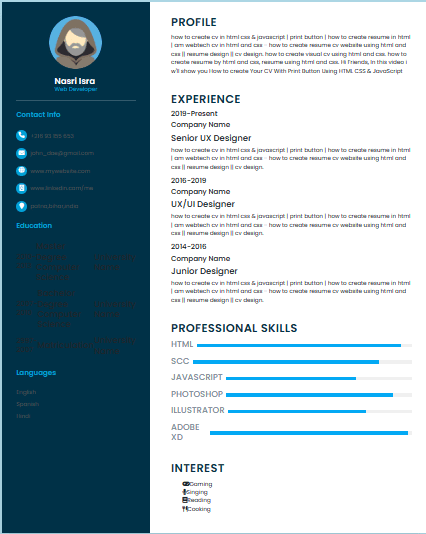 Nasri Isra
Web Developer
Contact Info
john_doe@gmail.com
www.mywebsite.com
www.linkedin.com/me
Education
Languages
English
Spanish
Hindi
PROFILE
how to create cv in html css & javascript | print button | how to create resume in html
| am webtech cv in html and css · how to create resume cv website using html and
css || resume design || cv design. how to create cv in html. visual cv in html css. how to
create resume by html and css, resume using html and css. Hi Friends, In this video i
w'll show you How to Create your CV With Print Button Using HTML CSS & JavaScript
EXPERIENCE
2019-Present
Company Name
Senior UX Designer
how to create cv in html css & javascript | print button | how to create resume in html
| am webtech cv in html and css · how to create resume cv website using html and
css || resume design || cv design.
2016-2019
Company Name
UX/UI Designer
how to create cv in html css & javascript | print button | how to create resume in html
| am webtech cv in html and css · how to create resume cv website using html and
css || resume design || cv design.
2014-2016
Company Name
Junior Designer
how to create cv in html css & javascript | print button | how to create resume in html
| am webtech cv in html and css · how to create resume cv website using html and
css || resume design || cv design.
PROFESSIONAL SKILLS
HTML
SCC
JAVASCRIPT
PHOTOSHOP
ILLUSTRATOR
ADOBE
XD
INTEREST
Gaming
Singing
Reading
Cooking